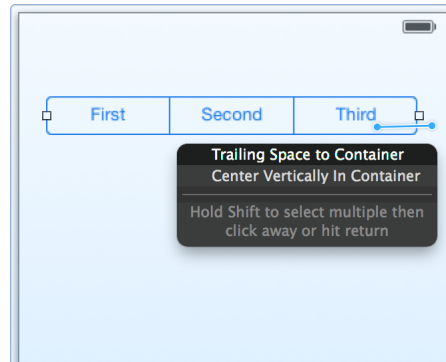 First Second Third
Trailing Space to Container
Center Vertically In Container
Hold Shift to select multiple then
click away or hit return